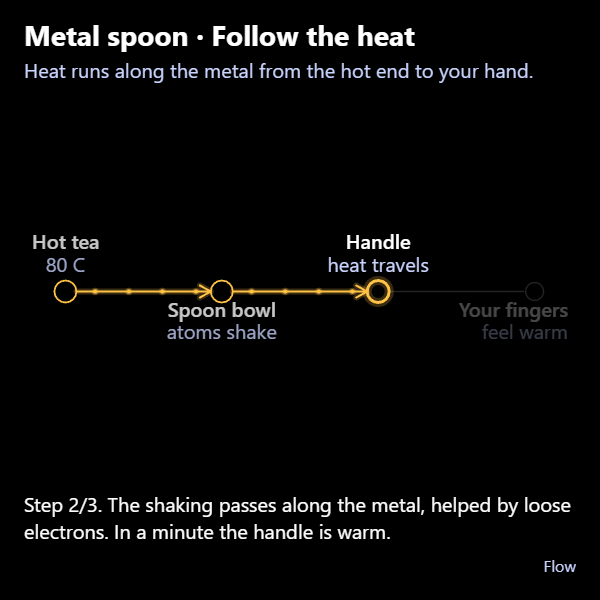 Metal spoon · Follow the heat
Heat runs along the metal from the hot end to your hand.
Hot tea
80 C
Handle
heat travels
Spoon bowl
atoms shake
Your fingers
feel warm
Step 2/3. The shaking passes along the metal, helped by loose
electrons. In a minute the handle is warm.
Flow